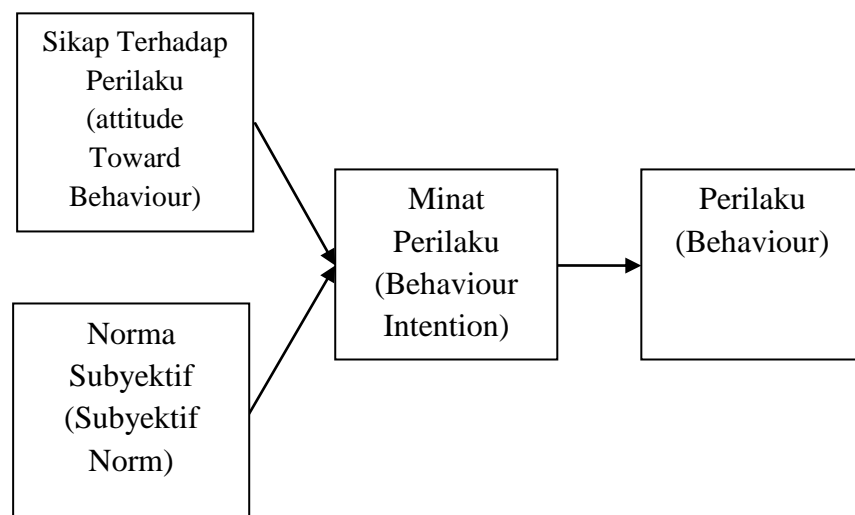 Sikap Terhadap
Perilaku
(attitude
Toward
Behaviour)
Norma
Subyektif
(Subyektif
Norm)
Minat
Perilaku
(Behaviour
Intention)
Perilaku
(Behaviour)